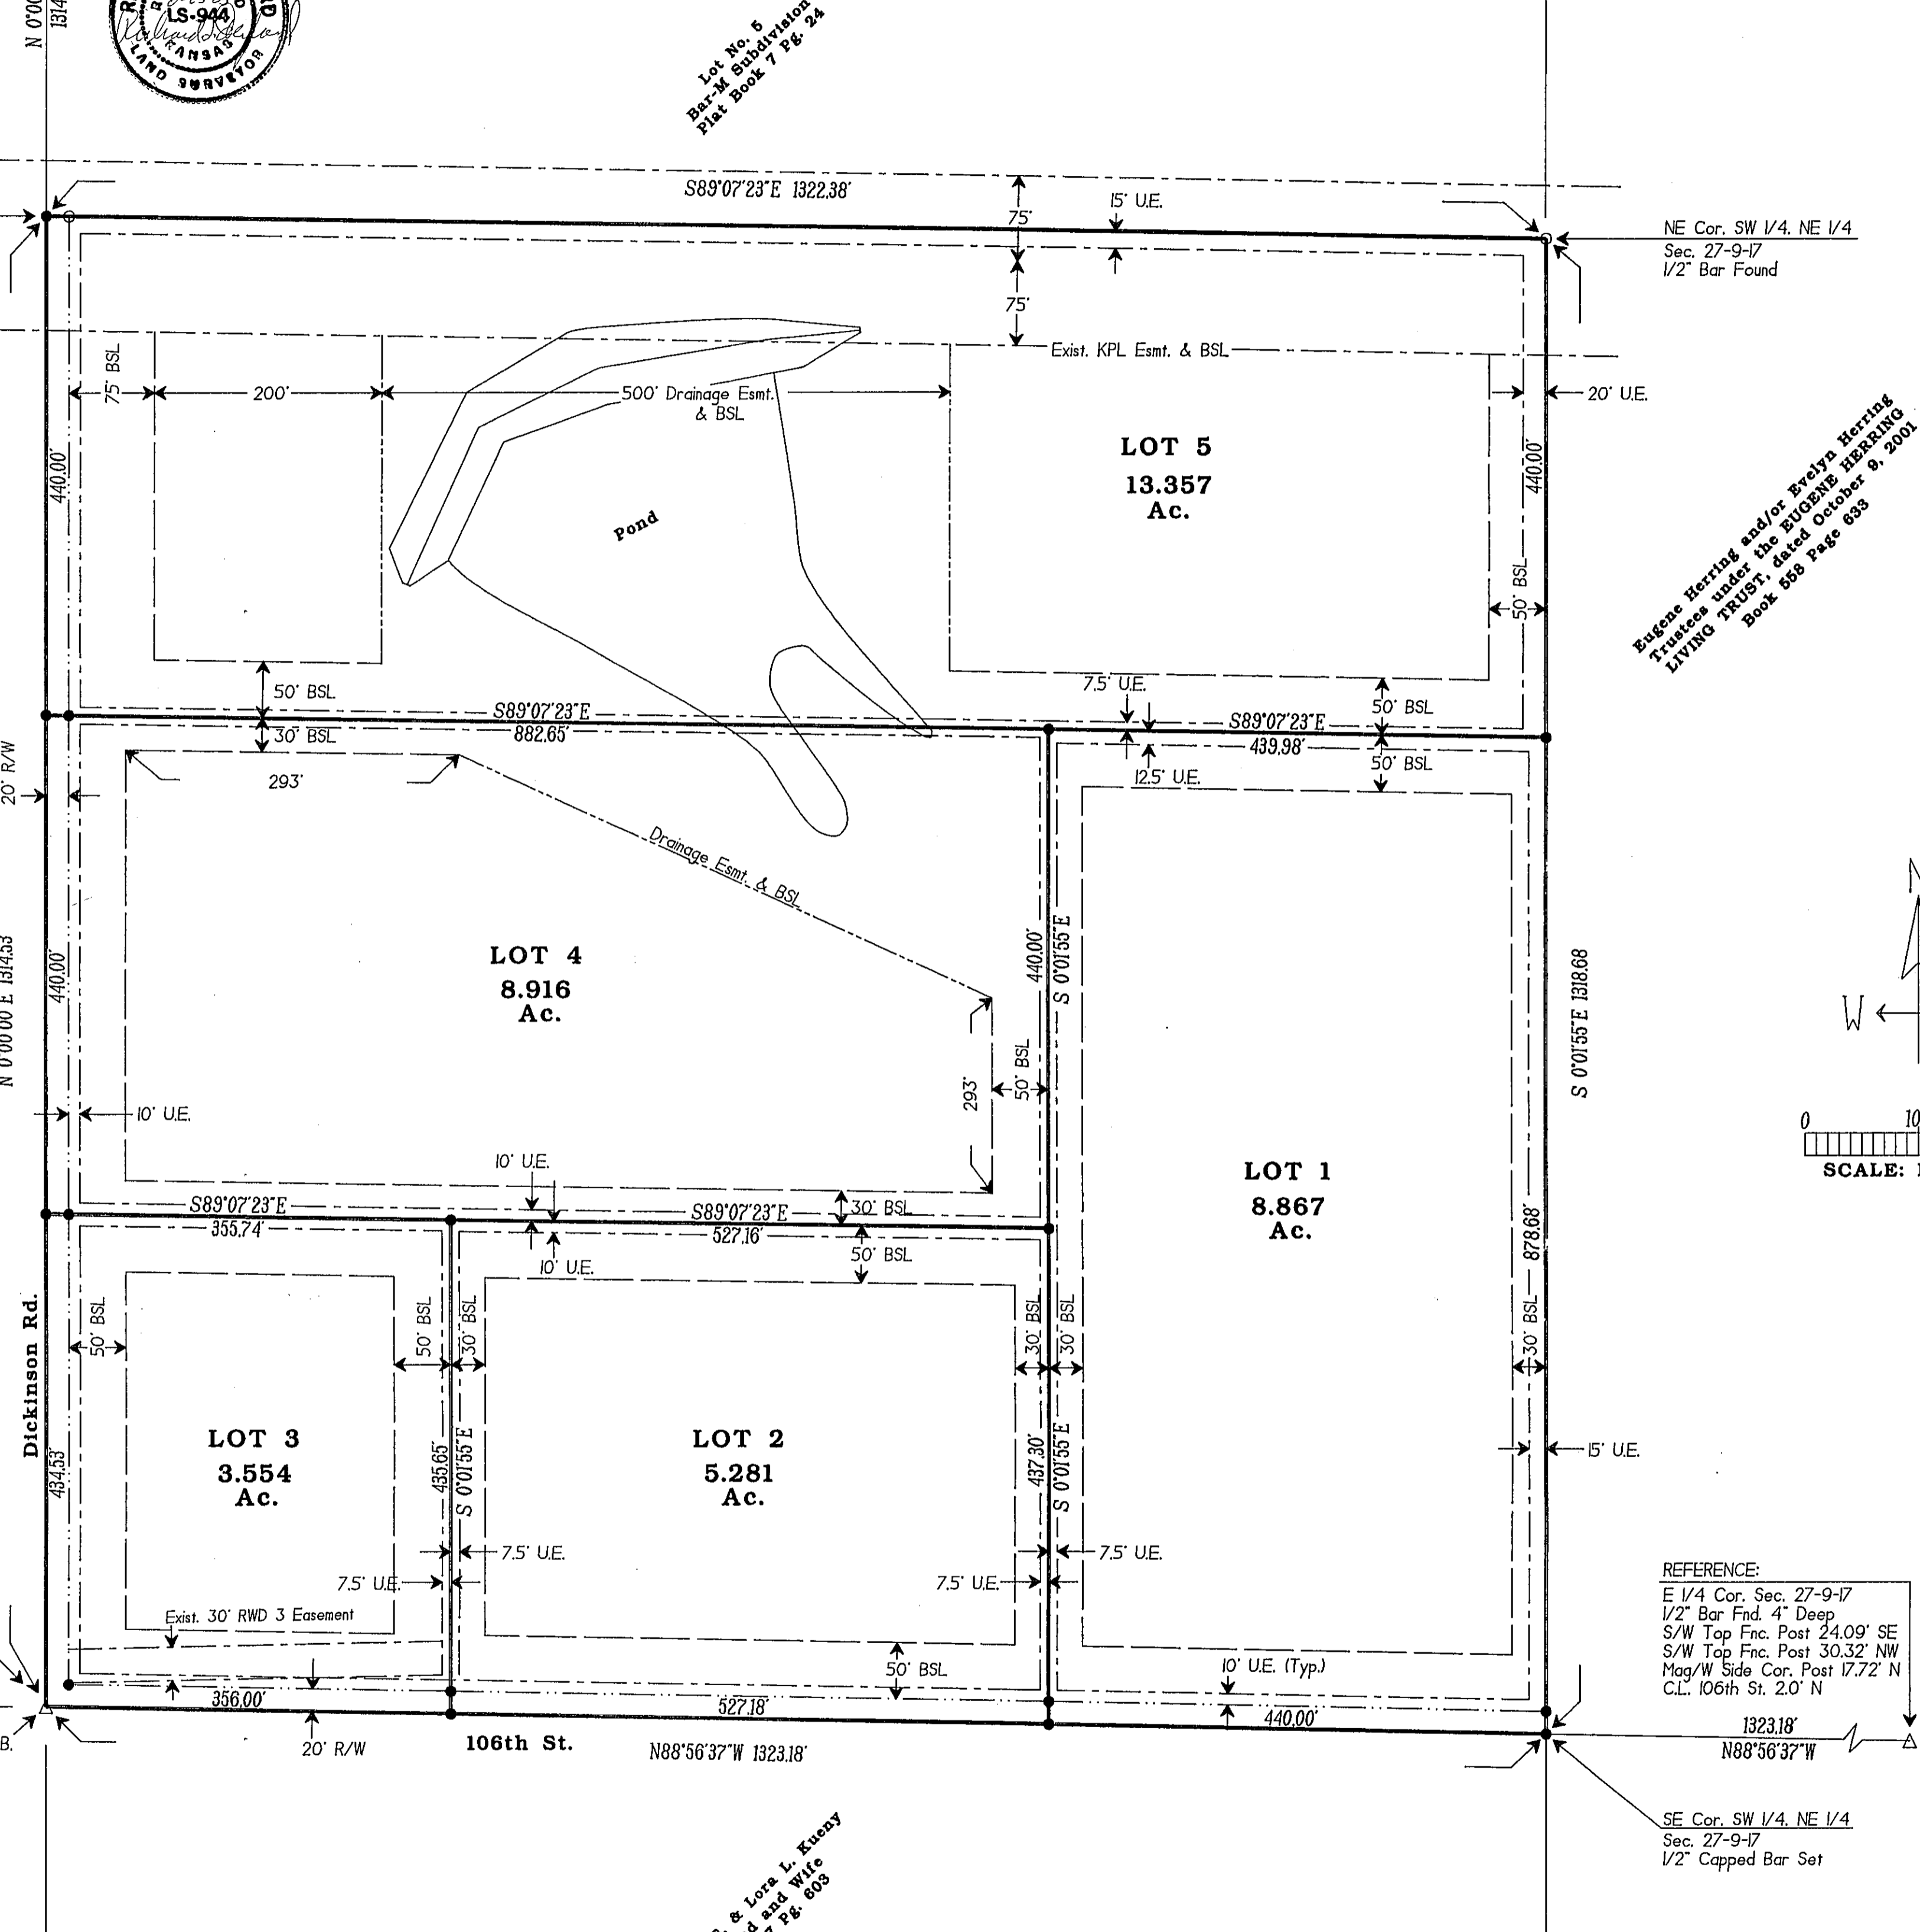 N 0°00
1314
LS-944
KANSAS
LAND SURVEYOR
Lot No. 5
Bar-M Subdivision
Plat Book 7 Pg. 24
S89°07'23"E 1322.38'
75'
15' U.E.
NE Cor. SW 1/4. NE 1/4
Sec. 27-9-17
1/2" Bar Found
75'
Exist. KPL Esmt. & BSL
75' BSL
200'
500' Drainage Esmt.
& BSL
20' U.E.
LOT 5
13.357
Ac.
440.00'
440.00'
Pond
Eugene Herring and/or Evelyn Herring
Trustees under the EUGENE HERRING
LIVING TRUST, dated October 9, 2001
Book 558 Page 633
50' BSL
50' BSL
7.5' U.E.
50' BSL
S89°07'23"E
882.65'
S89°07'23"E
439.98'
30' BSL
50' BSL
12.5' U.E.
293'
20' R/W
Drainage Esmt. & BSL
LOT 4
8.916
Ac.
440.00'
N 0°00'00" E 1314.53
440.00'
S 0°01'55"E
S 0°01'55"E 1318.68
N
W
50' BSL
293'
10' U.E.
0
10
SCALE:
10' U.E.
30' BSL
S89°07'23"E
355.74'
S89°07'23"E
527.16'
10' U.E.
50' BSL
LOT 1
8.867
Ac.
878.68'
Dickinson Rd.
50' BSL
50' BSL
30' BSL
30' BSL
30' BSL
30' BSL
LOT 3
3.554
Ac.
LOT 2
5.281
Ac.
434.53'
435.65'
S 0°01'55"E
437.30'
S 0°01'55"E
15' U.E.
7.5' U.E.
7.5' U.E.
7.5' U.E.
7.5' U.E.
Exist. 30' RWD 3 Easement
REFERENCE:
E 1/4 Cor. Sec. 27-9-17
1/2" Bar Fnd. 4" Deep
S/W Top Fnc. Post 24.09' SE
S/W Top Fnc. Post 30.32' NW
Mag/W Side Cor. Post 17.72' N
C.L. 106th St. 2.0' N
50' BSL
10' U.E. (Typ.)
356.00'
527.18'
440.00'
B.
20' R/W
106th St.
N88°56'37"W 1323.18'
1323.18'
N88°56'37"W
SE Cor. SW 1/4. NE 1/4
Sec. 27-9-17
1/2" Capped Bar Set
& Lora L. Kueny
d and Wife
7 Pg. 603